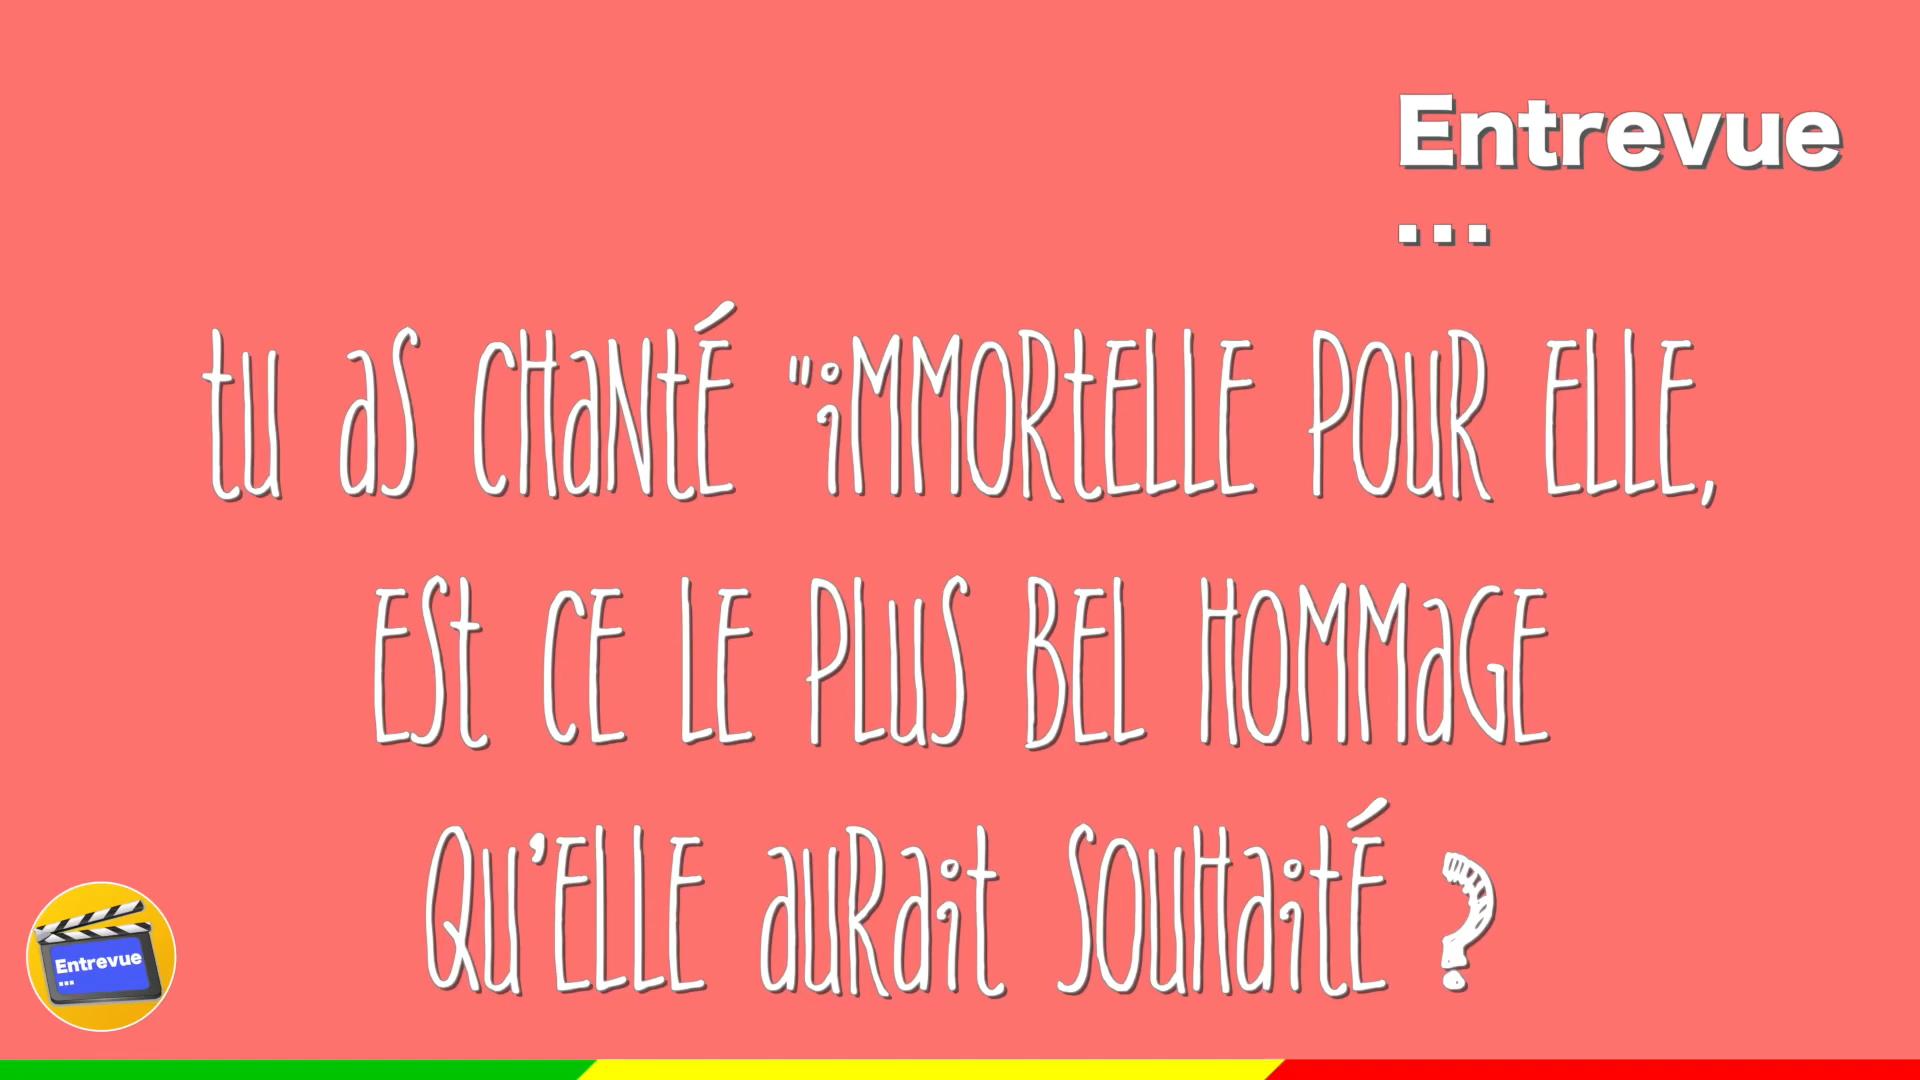 Entrevue
...
tu as chanté "immortelle pour elle,
est ce le plus bel hommage
qu'elle aurait souhaité ?
Entrevue
...